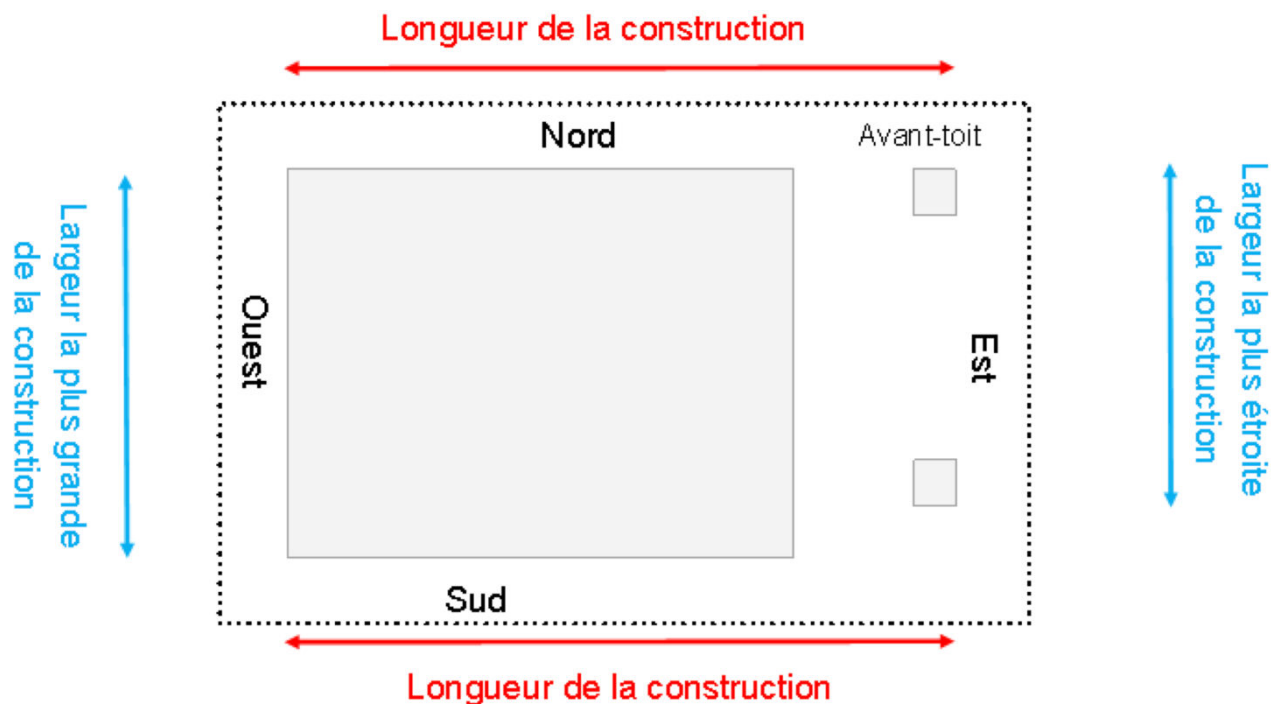 Longueur de la construction
Nord
Avant-toit
Largeur la plus grande
de la construction
Ouest
Est
Largeur la plus étroite
de la construction
Sud
Longueur de la construction